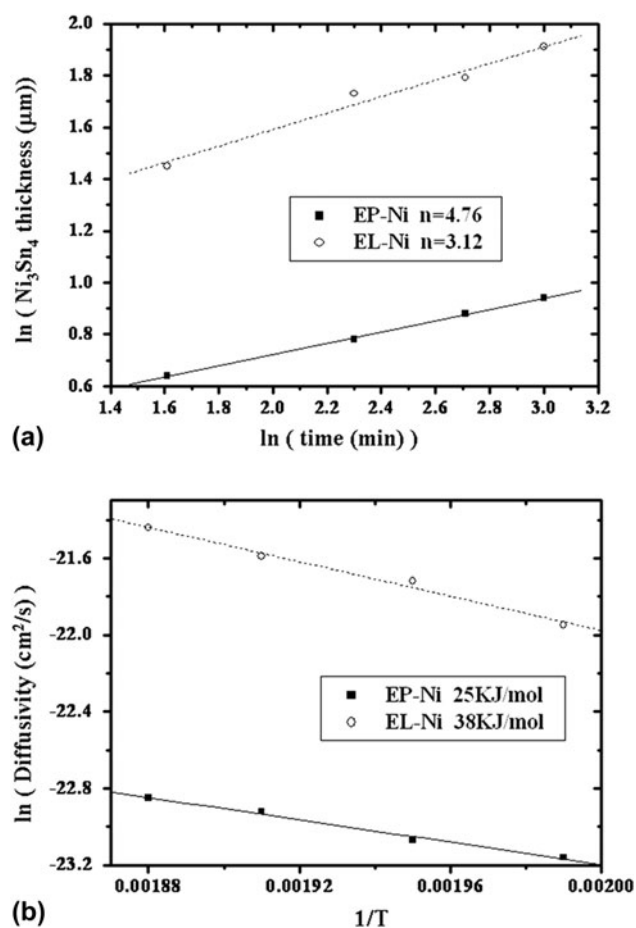 2.0
1.8
1.6
1.4
1.2
1.0
0.8
0.6
ln ( Ni₃Sn₄ thickness (μm))
EP-Ni n=4.76
EL-Ni n=3.12
1.4 1.6 1.8 2.0 2.2 2.4 2.6 2.8 3.0 3.2
(a)
ln ( time (min) )
-21.6
-22.0
-22.4
-22.8
-23.2
ln ( Diffusivity (cm²/s) )
EP-Ni 25KJ/mol
EL-Ni 38KJ/mol
0.00188 0.00192 0.00196 0.00200
(b)
1/T